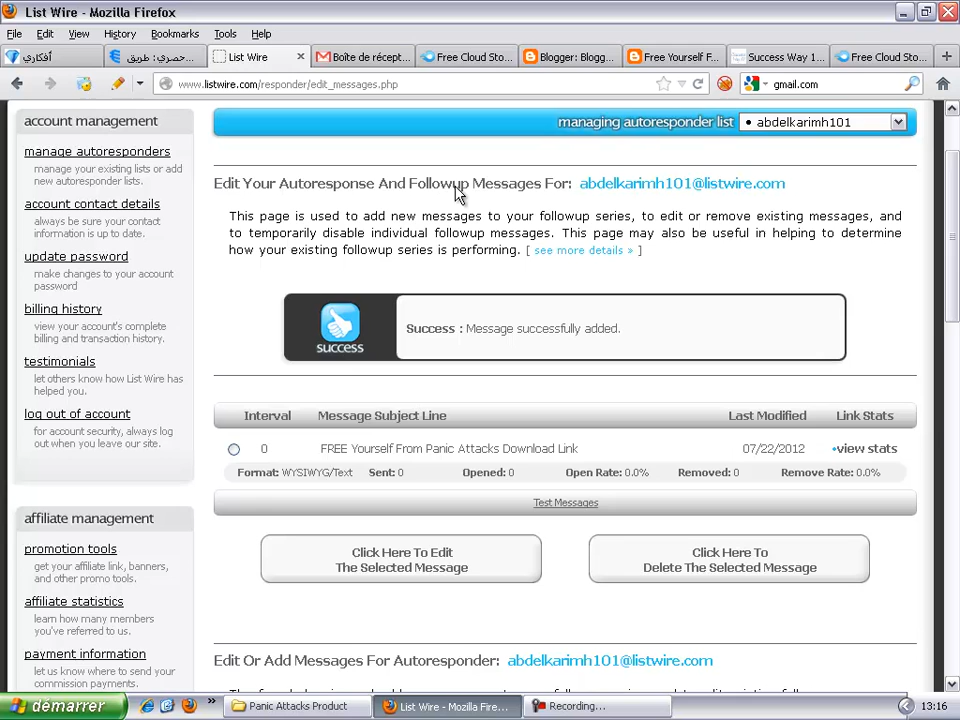 List Wire - Mozilla Firefox
File Edit View History Bookmarks Tools Help
أفكاري
حصري: طريق...
List Wire
Boîte de récept...
Free Cloud Sto...
Blogger: Blogg...
Free Yourself F...
Success Way 1...
Free Cloud Sto...
www.listwire.com/responder/edit_messages.php
gmail.com
account management
manage autoresponders
manage your existing lists or add
new autoresponder lists.
account contact details
always be sure your contact
information is up to date.
update password
make changes to your account
password
billing history
view your account's complete
billing and transaction history.
testimonials
let others know how List Wire has
helped you.
log out of account
for account security, always log
out when you leave our site.
affiliate management
promotion tools
get your affiliate link, banners,
and other promo tools.
affiliate statistics
learn how many members
you've referred to us.
payment information
let us know where to send your
commission payments.
managing autoresponder list • abdelkarimh101
Edit Your Autoresponse And Followup Messages For: abdelkarimh101@listwire.com
This page is used to add new messages to your followup series, to edit or remove existing messages, and
to temporarily disable individual followup messages. This page may also be useful in helping to determine
how your existing followup series is performing. [ see more details » ]
success
Success : Message successfully added.
Interval Message Subject Line Last Modified Link Stats
0 FREE Yourself From Panic Attacks Download Link 07/22/2012 •view stats
Format: WYSIWYG/Text Sent: 0 Opened: 0 Open Rate: 0.0% Removed: 0 Remove Rate: 0.0%
Test Messages
Click Here To Edit
The Selected Message
Click Here To
Delete The Selected Message
Edit Or Add Messages For Autoresponder: abdelkarimh101@listwire.com
démarrer
Panic Attacks Product
List Wire - Mozilla Fire...
Recording...
13:16